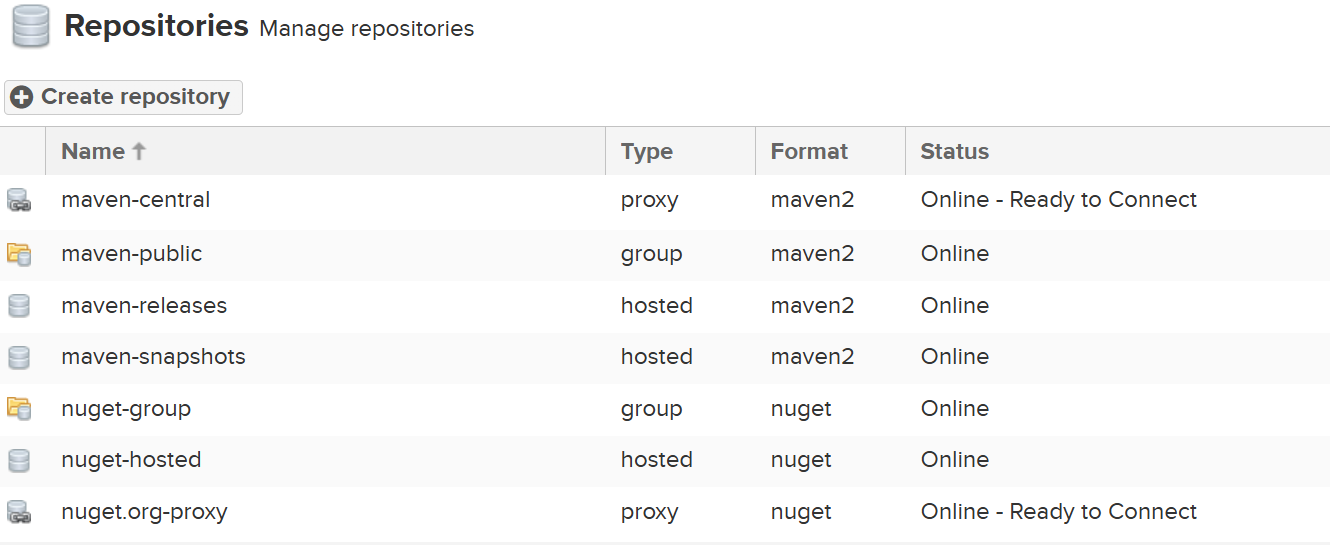 Repositories Manage repositories
Create repository
Name Type Format Status
maven-central proxy maven2 Online - Ready to Connect
maven-public group maven2 Online
maven-releases hosted maven2 Online
maven-snapshots hosted maven2 Online
nuget-group group nuget Online
nuget-hosted hosted nuget Online
nuget.org-proxy proxy nuget Online - Ready to Connect